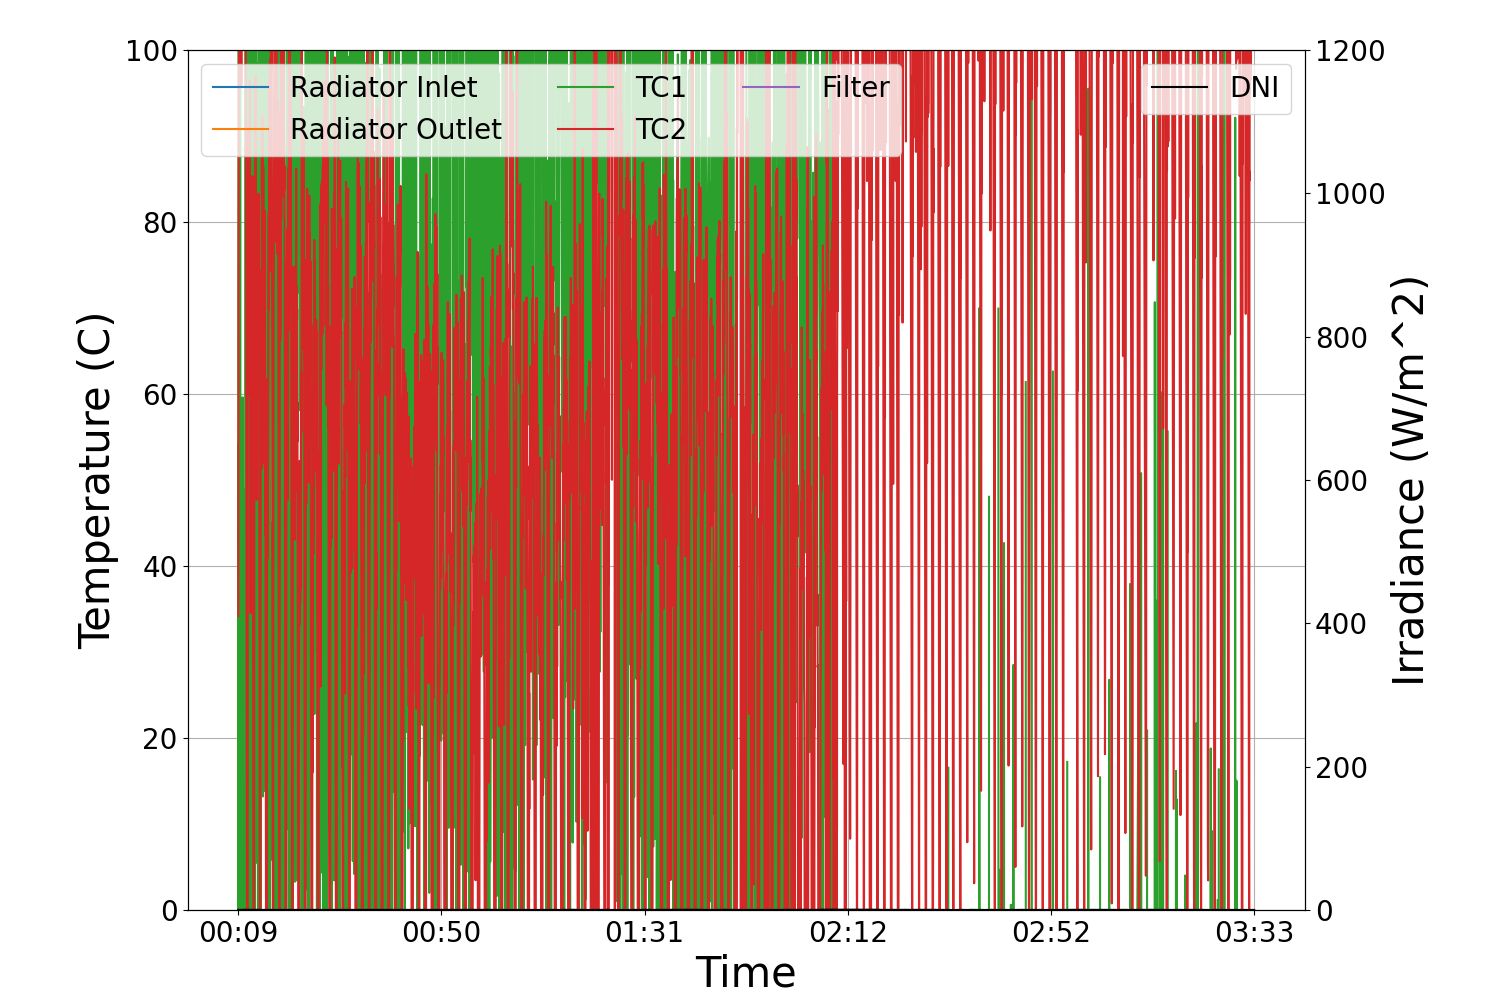 100
80
60
40
20
0
Temperature (C)
Radiator Inlet
Radiator Outlet
TC1
TC2
Filter
DNI
1200
1000
800
600
400
200
0
Irradiance (W/m^2)
00:09 00:50 01:31 02:12 02:52 03:33
Time